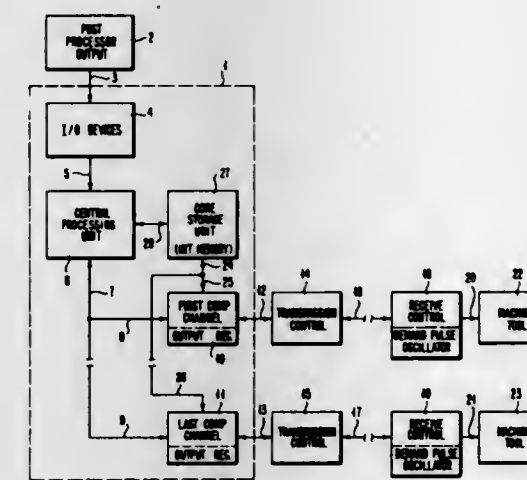 POST
PROCESSOR
OUTPUT
2
3
1
I/O DEVICES
4
5
27
CENTRAL
PROCESSING
UNIT
CORE
STORAGE
UNIT
(BIT MEMORY)
29
6
24
25
7
12
14
16
18
20
22
FIRST COMP
CHANNEL
OUTPUT REG.
TRANSMISSION
CONTROL
RECEIVE
CONTROL
DEMAND PULSE
OSCILLATOR
MACHINE
TOOL
8
10
26
11
13
15
17
19
21
23
LAST COMP
CHANNEL
OUTPUT REG.
TRANSMISSION
CONTROL
RECEIVE
CONTROL
DEMAND PULSE
OSCILLATOR
MACHINE
TOOL
9